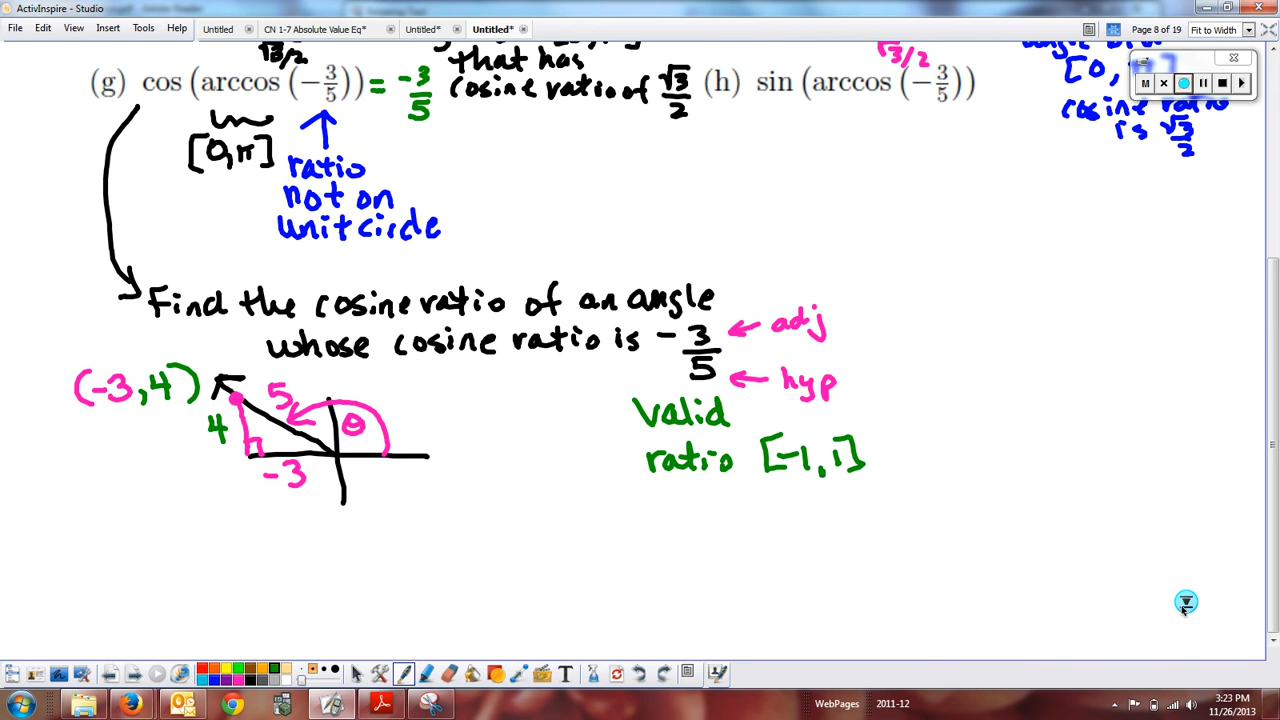 ActivInspire - Studio
File Edit View Insert Tools Help
Untitled CN 1-7 Absolute Value Eq* Untitled* Untitled*
Page 8 of 19 Fit to Width
√3/2
that has
cosine ratio of √3/2
√3/2
[0, π]
cosine ratio
is √3/2
(g) cos (arccos (−3/5)) = -3/5
(h) sin (arccos (−3/5))
[0, π]
ratio
not on
unit circle
Find the cosine ratio of an angle
whose cosine ratio is - 3/5
← adj
← hyp
valid
ratio [-1, 1]
(-3, 4)
5
θ
4
-3
WebPages 2011-12
3:23 PM
11/26/2013